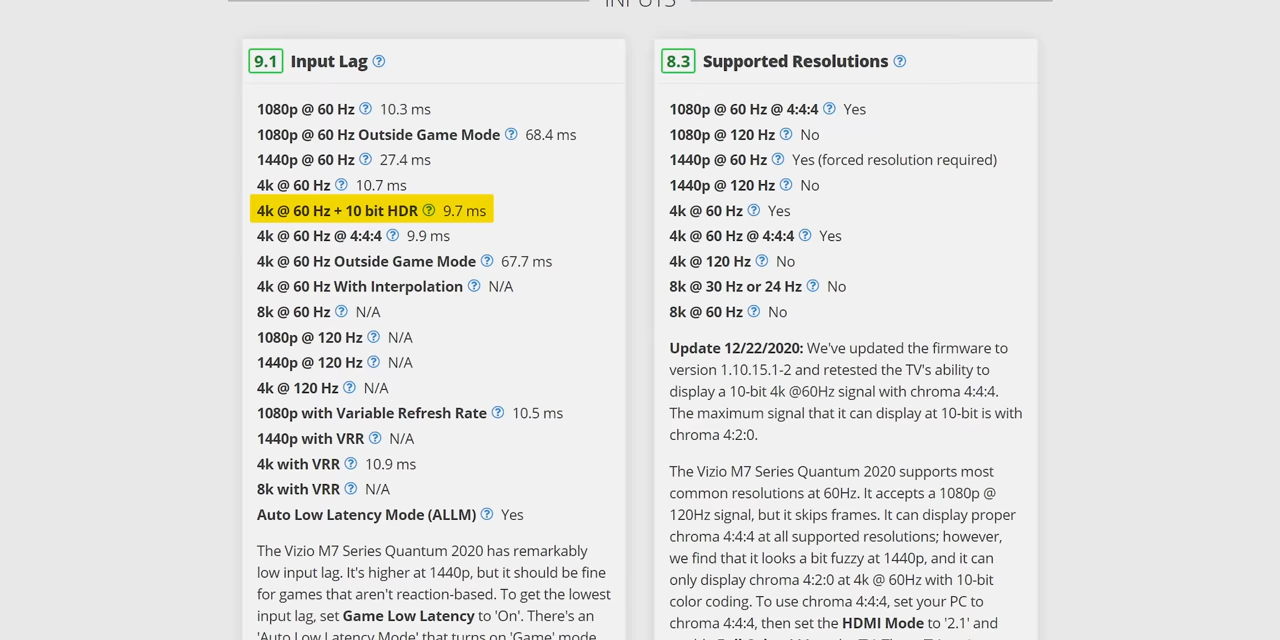 INPUTS
9.1 Input Lag ?
1080p @ 60 Hz ? 10.3 ms
1080p @ 60 Hz Outside Game Mode ? 68.4 ms
1440p @ 60 Hz ? 27.4 ms
4k @ 60 Hz ? 10.7 ms
4k @ 60 Hz + 10 bit HDR ? 9.7 ms
4k @ 60 Hz @ 4:4:4 ? 9.9 ms
4k @ 60 Hz Outside Game Mode ? 67.7 ms
4k @ 60 Hz With Interpolation ? N/A
8k @ 60 Hz ? N/A
1080p @ 120 Hz ? N/A
1440p @ 120 Hz ? N/A
4k @ 120 Hz ? N/A
1080p with Variable Refresh Rate ? 10.5 ms
1440p with VRR ? N/A
4k with VRR ? 10.9 ms
8k with VRR ? N/A
Auto Low Latency Mode (ALLM) ? Yes
The Vizio M7 Series Quantum 2020 has remarkably
low input lag. It's higher at 1440p, but it should be fine
for games that aren't reaction-based. To get the lowest
input lag, set Game Low Latency to 'On'. There's an
'Auto Low Latency Mode' that turns on 'Game' mode
8.3 Supported Resolutions ?
1080p @ 60 Hz @ 4:4:4 ? Yes
1080p @ 120 Hz ? No
1440p @ 60 Hz ? Yes (forced resolution required)
1440p @ 120 Hz ? No
4k @ 60 Hz ? Yes
4k @ 60 Hz @ 4:4:4 ? Yes
4k @ 120 Hz ? No
8k @ 30 Hz or 24 Hz ? No
8k @ 60 Hz ? No
Update 12/22/2020: We've updated the firmware to
version 1.10.15.1-2 and retested the TV's ability to
display a 10-bit 4k @60Hz signal with chroma 4:4:4.
The maximum signal that it can display at 10-bit is with
chroma 4:2:0.
The Vizio M7 Series Quantum 2020 supports most
common resolutions at 60Hz. It accepts a 1080p @
120Hz signal, but it skips frames. It can display proper
chroma 4:4:4 at all supported resolutions; however,
we find that it looks a bit fuzzy at 1440p, and it can
only display chroma 4:2:0 at 4k @ 60Hz with 10-bit
color coding. To use chroma 4:4:4, set your PC to
chroma 4:4:4, then set the HDMI Mode to '2.1' and